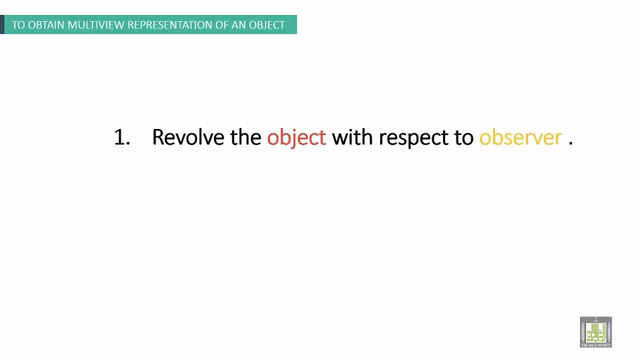 TO OBTAIN MULTIVIEW REPRESENTATION OF AN OBJECT
1. Revolve the object with respect to observer .